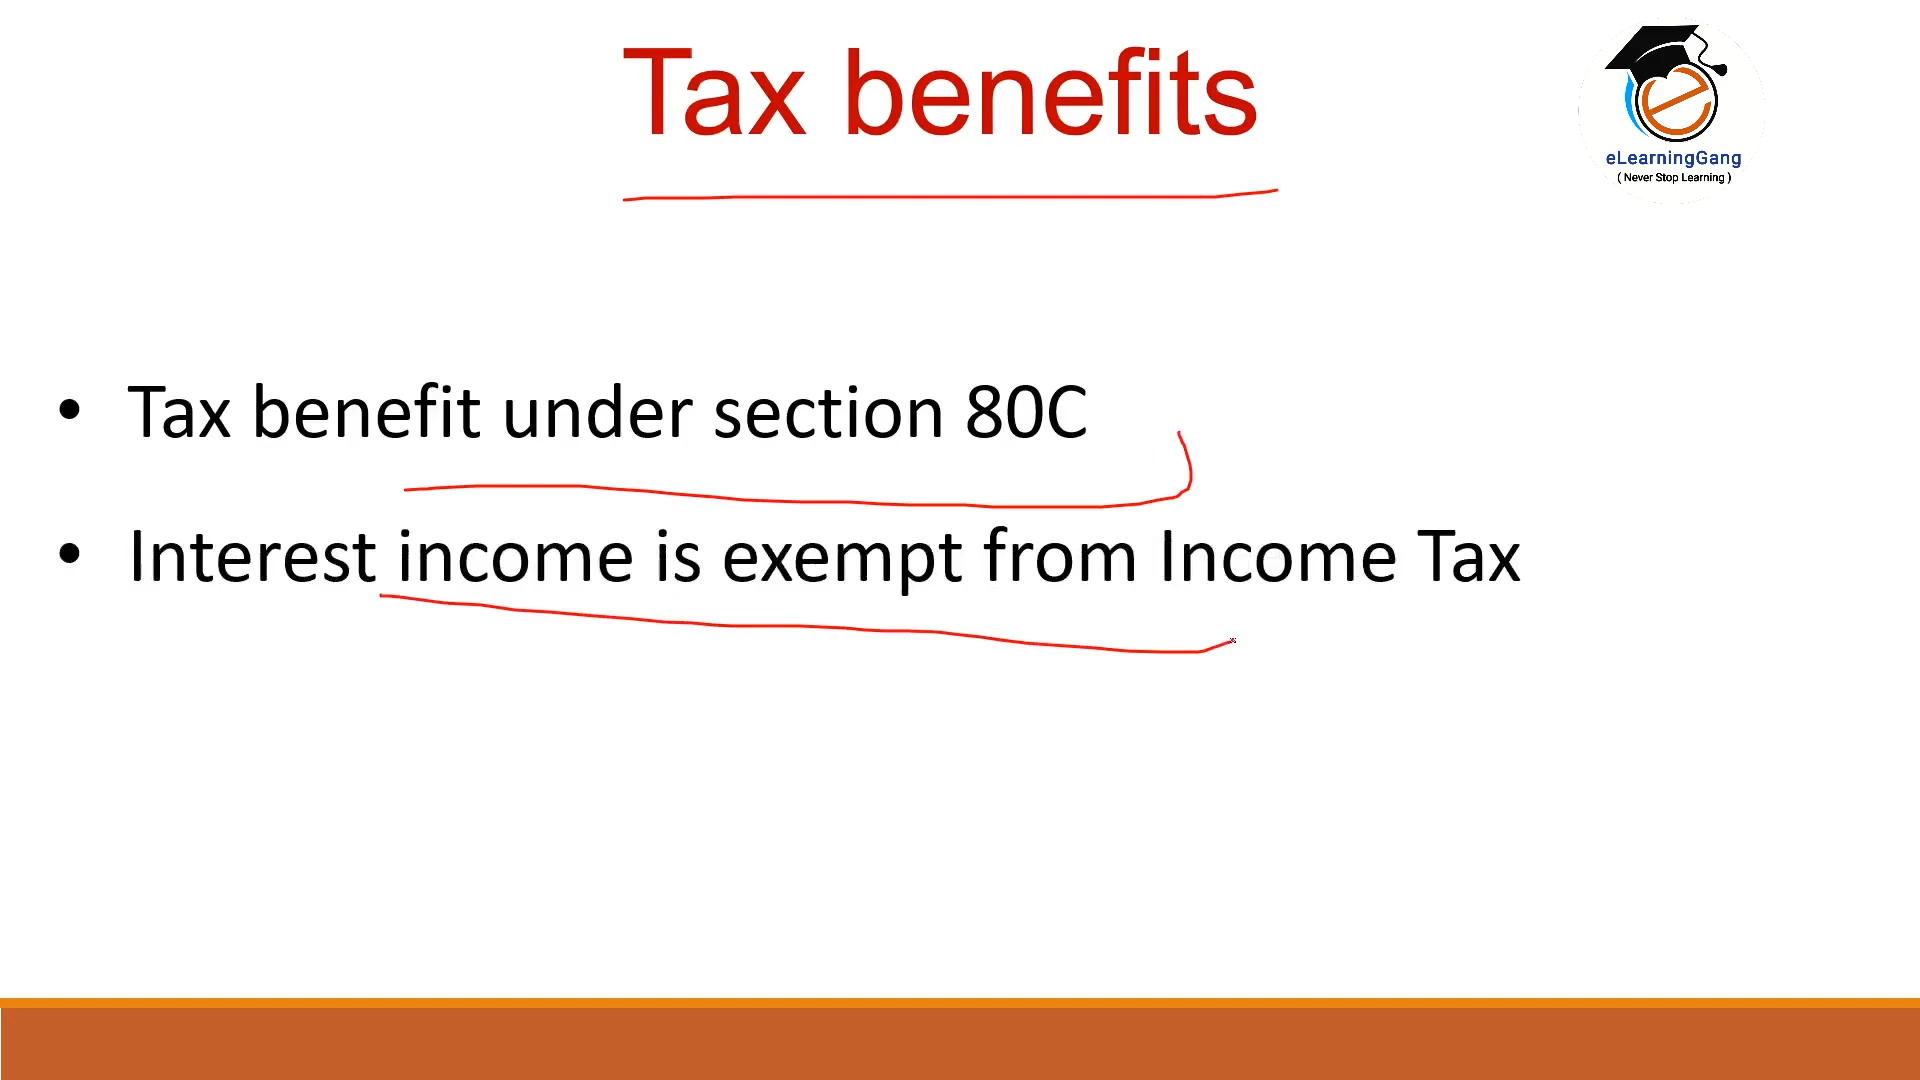 Tax benefits
eLearningGang
( Never Stop Learning )
• Tax benefit under section 80C
• Interest income is exempt from Income Tax